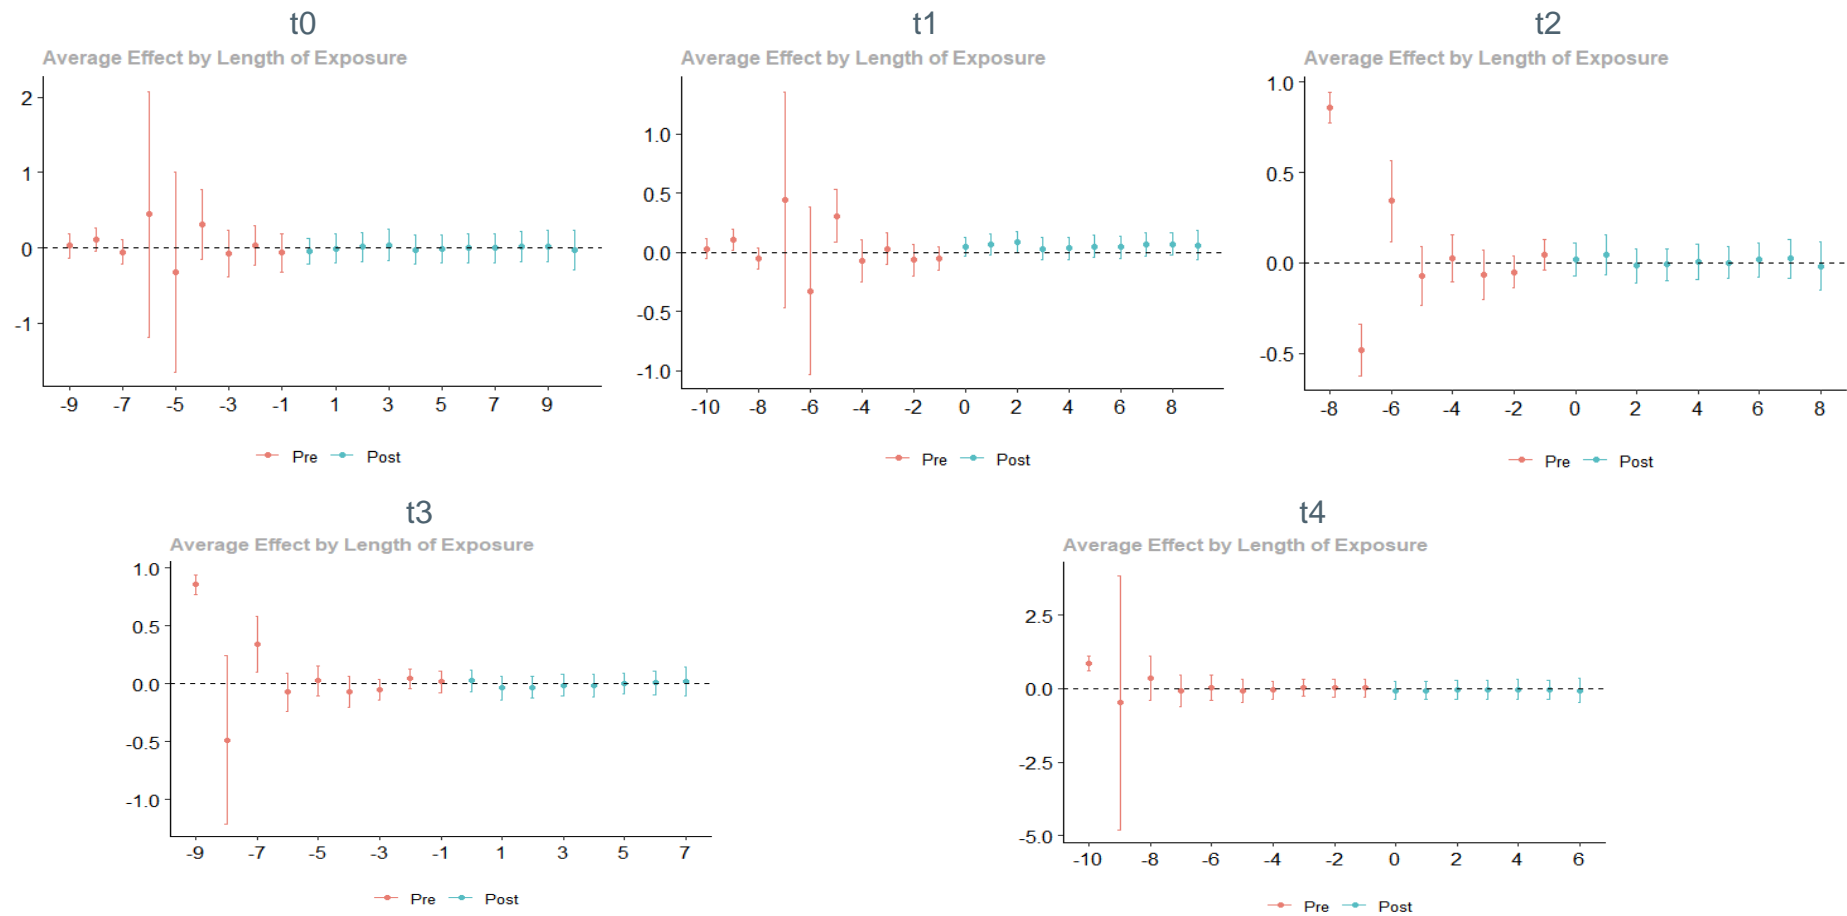 t0
Average Effect by Length of Exposure
2
1
0
-1
-9 -7 -5 -3 -1 1 3 5 7 9
Pre Post
t1
Average Effect by Length of Exposure
1.0
0.5
0.0
-0.5
-1.0
-10 -8 -6 -4 -2 0 2 4 6 8
Pre Post
t2
Average Effect by Length of Exposure
1.0
0.5
0.0
-0.5
-8 -6 -4 -2 0 2 4 6 8
Pre Post
t3
Average Effect by Length of Exposure
1.0
0.5
0.0
-0.5
-1.0
-9 -7 -5 -3 -1 1 3 5 7
Pre Post
t4
Average Effect by Length of Exposure
2.5
0.0
-2.5
-5.0
-10 -8 -6 -4 -2 0 2 4 6
Pre Post